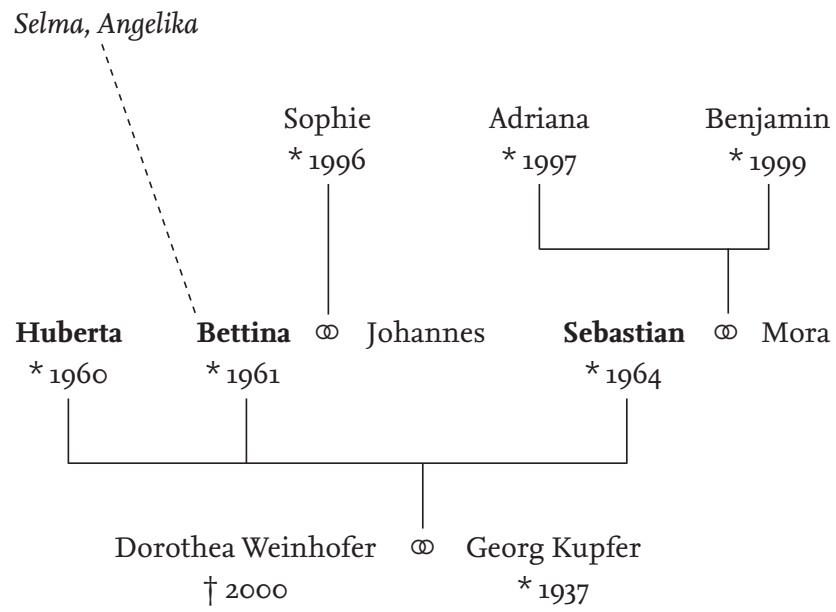 Selma, Angelika
Sophie Adriana Benjamin
* 1996 * 1997 * 1999
Huberta Bettina ⚭ Johannes Sebastian ⚭ Mora
* 1960 * 1961 * 1964
Dorothea Weinhofer ⚭ Georg Kupfer
† 2000 * 1937